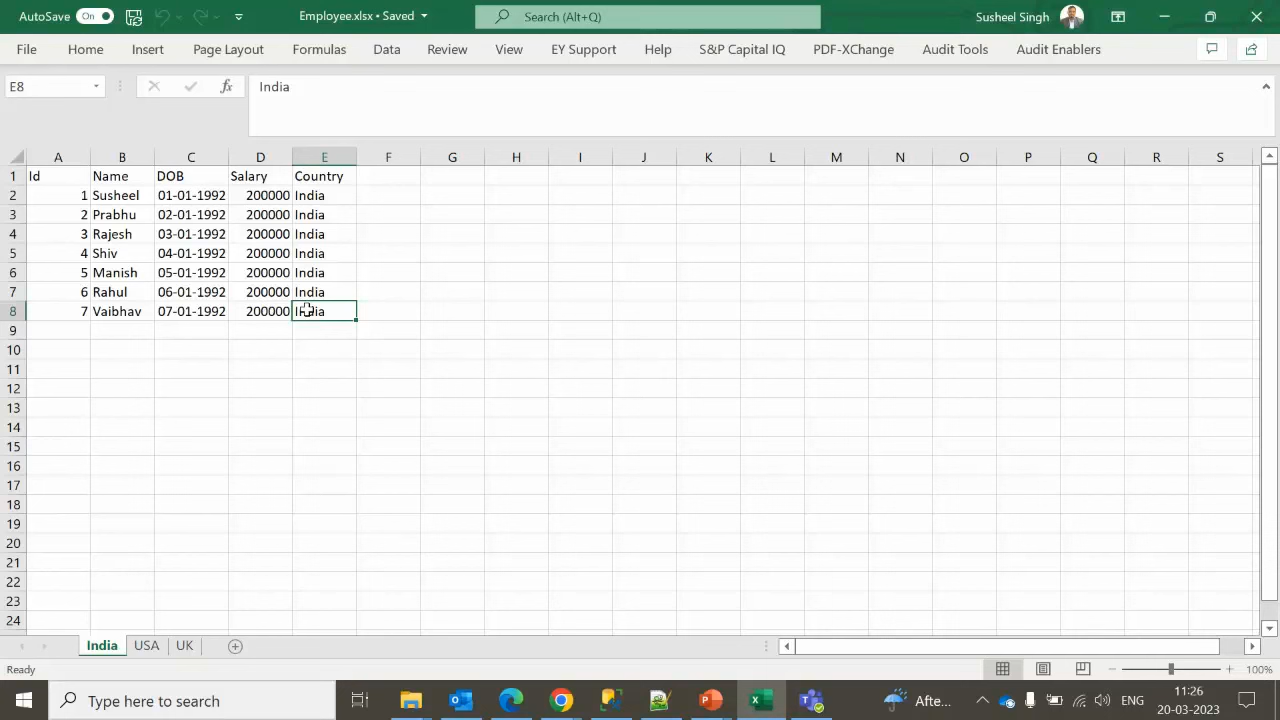 AutoSave On Employee.xlsx • Saved Search (Alt+Q) Susheel Singh
File Home Insert Page Layout Formulas Data Review View EY Support Help S&P Capital IQ PDF-XChange Audit Tools Audit Enablers
E8 fx India
A B C D E F G H I J K L M N O P Q R S
1 Id Name DOB Salary Country
2 1 Susheel 01-01-1992 200000 India
3 2 Prabhu 02-01-1992 200000 India
4 3 Rajesh 03-01-1992 200000 India
5 4 Shiv 04-01-1992 200000 India
6 5 Manish 05-01-1992 200000 India
7 6 Rahul 06-01-1992 200000 India
8 7 Vaibhav 07-01-1992 200000 India
9
10
11
12
13
14
15
16
17
18
19
20
21
22
23
24
India USA UK
Ready 100%
Type here to search Afte... ENG 11:26
20-03-2023